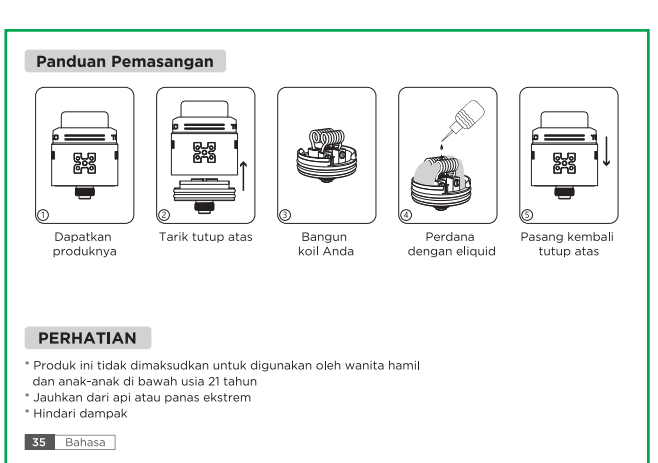 Panduan Pemasangan
1
2
3
4
5
Dapatkan
produknya
Tarik tutup atas
Bangun
koil Anda
Perdana
dengan eliquid
Pasang kembali
tutup atas
PERHATIAN
* Produk ini tidak dimaksudkan untuk digunakan oleh wanita hamil
dan anak-anak di bawah usia 21 tahun
* Jauhkan dari api atau panas ekstrem
* Hindari dampak
35 Bahasa